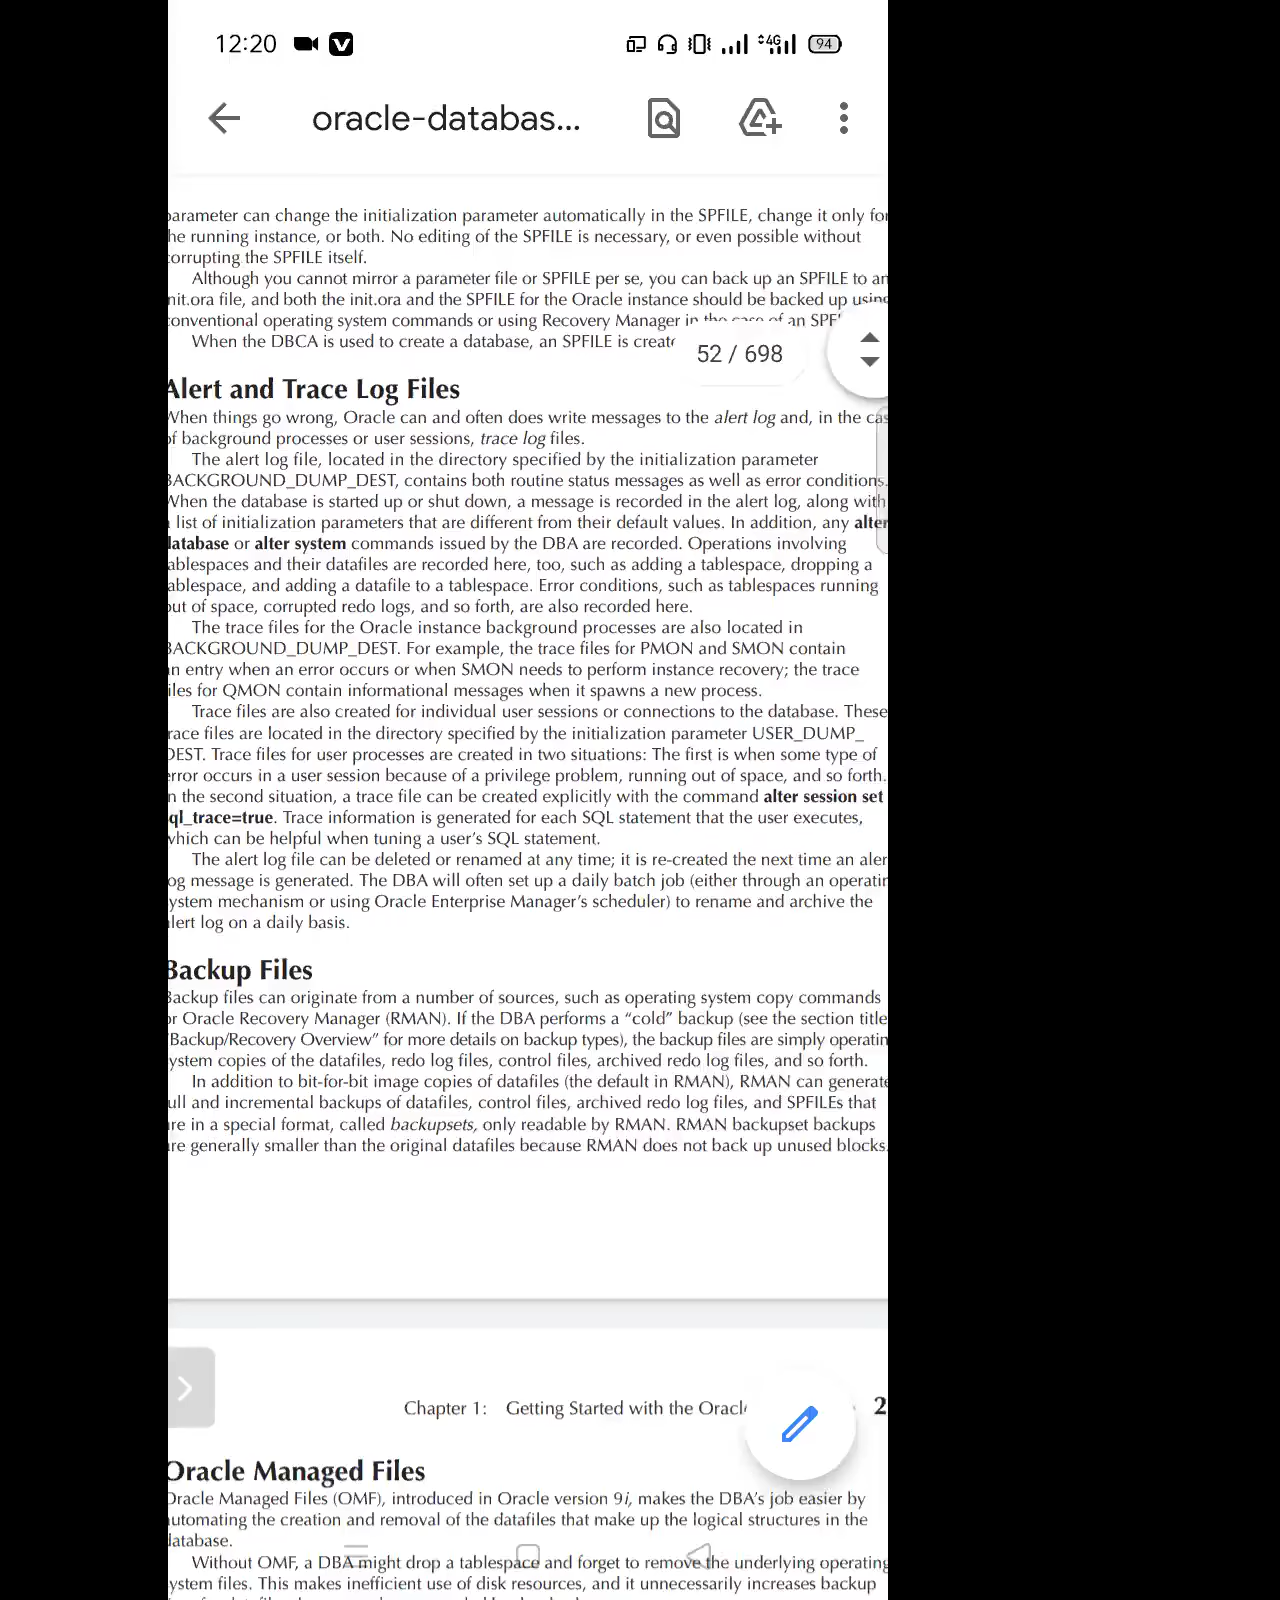 12:20
4G
94
oracle-databas...
parameter can change the initialization parameter automatically in the SPFILE, change it only for
he running instance, or both. No editing of the SPFILE is necessary, or even possible without
corrupting the SPFILE itself.
Although you cannot mirror a parameter file or SPFILE per se, you can back up an SPFILE to an
nit.ora file, and both the init.ora and the SPFILE for the Oracle instance should be backed up using
conventional operating system commands or using Recovery Manager in the case of an SPF
When the DBCA is used to create a database, an SPFILE is create
52 / 698
Alert and Trace Log Files
When things go wrong, Oracle can and often does write messages to the alert log and, in the cas
of background processes or user sessions, trace log files.
The alert log file, located in the directory specified by the initialization parameter
BACKGROUND_DUMP_DEST, contains both routine status messages as well as error conditions.
When the database is started up or shut down, a message is recorded in the alert log, along with
list of initialization parameters that are different from their default values. In addition, any alter
database or alter system commands issued by the DBA are recorded. Operations involving
ablespaces and their datafiles are recorded here, too, such as adding a tablespace, dropping a
ablespace, and adding a datafile to a tablespace. Error conditions, such as tablespaces running
out of space, corrupted redo logs, and so forth, are also recorded here.
The trace files for the Oracle instance background processes are also located in
BACKGROUND_DUMP_DEST. For example, the trace files for PMON and SMON contain
an entry when an error occurs or when SMON needs to perform instance recovery; the trace
iles for QMON contain informational messages when it spawns a new process.
Trace files are also created for individual user sessions or connections to the database. These
race files are located in the directory specified by the initialization parameter USER_DUMP_
DEST. Trace files for user processes are created in two situations: The first is when some type of
error occurs in a user session because of a privilege problem, running out of space, and so forth.
n the second situation, a trace file can be created explicitly with the command alter session set
sql_trace=true. Trace information is generated for each SQL statement that the user executes,
which can be helpful when tuning a user's SQL statement.
The alert log file can be deleted or renamed at any time; it is re-created the next time an aler
og message is generated. The DBA will often set up a daily batch job (either through an operatin
ystem mechanism or using Oracle Enterprise Manager's scheduler) to rename and archive the
alert log on a daily basis.
Backup Files
Backup files can originate from a number of sources, such as operating system copy commands
or Oracle Recovery Manager (RMAN). If the DBA performs a “cold” backup (see the section title
“Backup/Recovery Overview” for more details on backup types), the backup files are simply operatin
ystem copies of the datafiles, redo log files, control files, archived redo log files, and so forth.
In addition to bit-for-bit image copies of datafiles (the default in RMAN), RMAN can generate
ull and incremental backups of datafiles, control files, archived redo log files, and SPFILEs that
are in a special format, called backupsets, only readable by RMAN. RMAN backupset backups
are generally smaller than the original datafiles because RMAN does not back up unused blocks.
Chapter 1: Getting Started with the Oracle 2
Oracle Managed Files
Oracle Managed Files (OMF), introduced in Oracle version 9i, makes the DBA's job easier by
automating the creation and removal of the datafiles that make up the logical structures in the
database.
Without OMF, a DBA might drop a tablespace and forget to remove the underlying operating
ystem files. This makes inefficient use of disk resources, and it unnecessarily increases backup